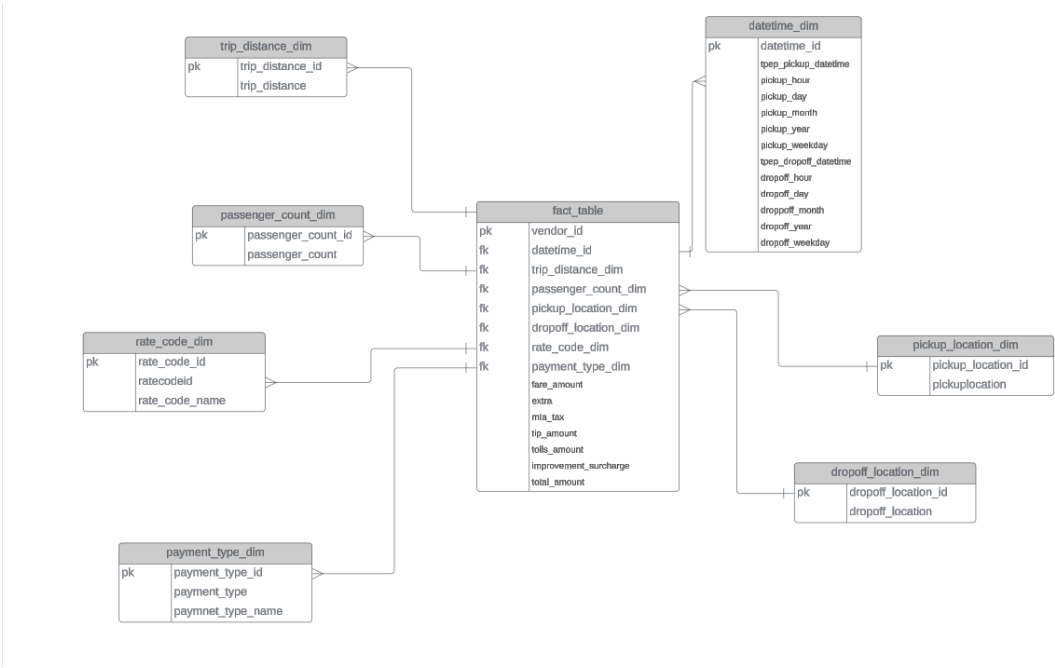 trip_distance_dim
pk trip_distance_id
trip_distance
passenger_count_dim
pk passenger_count_id
passenger_count
rate_code_dim
pk rate_code_id
ratecodeid
rate_code_name
payment_type_dim
pk payment_type_id
payment_type
paymnet_type_name
fact_table
pk vendor_id
fk datetime_id
fk trip_distance_dim
fk passenger_count_dim
fk pickup_location_dim
fk dropoff_location_dim
fk rate_code_dim
fk payment_type_dim
fare_amount
extra
mta_tax
tip_amount
tolls_amount
improvement_surcharge
total_amount
datetime_dim
pk datetime_id
tpep_pickup_datetime
pickup_hour
pickup_day
pickup_month
pickup_year
pickup_weekday
tpep_dropoff_datetime
dropoff_hour
dropoff_day
droppoff_month
dropoff_year
dropoff_weekday
pickup_location_dim
pk pickup_location_id
pickuplocation
dropoff_location_dim
pk dropoff_location_id
dropoff_location